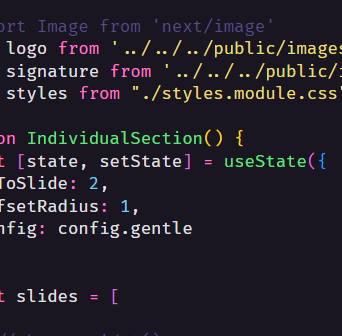 ort Image from 'next/image'
logo from '../../../public/images
signature from '../../../public/
styles from "./styles.module.css"
on IndividualSection() {
t [state, setState] = useState({
ToSlide: 2,
fsetRadius: 1,
nfig: config.gentle
t slides = [